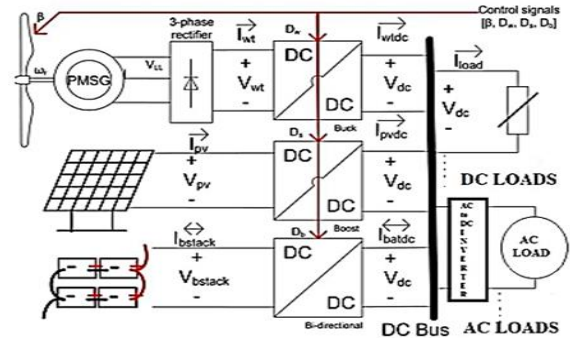 β
3-phase
rectifier
Control signals
[β, Dw, Ds, Db]
Iwt
Dw
Iwtdc
Iload
ωr
PMSG
VLL
+
Vwt
-
DC
DC
Buck
+
Vdc
-
+
Vdc
-
Ipv
+
Vpv
-
Ds
DC
DC
Boost
Ipvdc
+
Vdc
-
DC LOADS
Ibstack
+
Vbstack
-
Db
DC
DC
Bi-directional
Ibatdc
+
Vdc
-
AC to DC INVERTER
AC
LOAD
DC Bus
AC LOADS